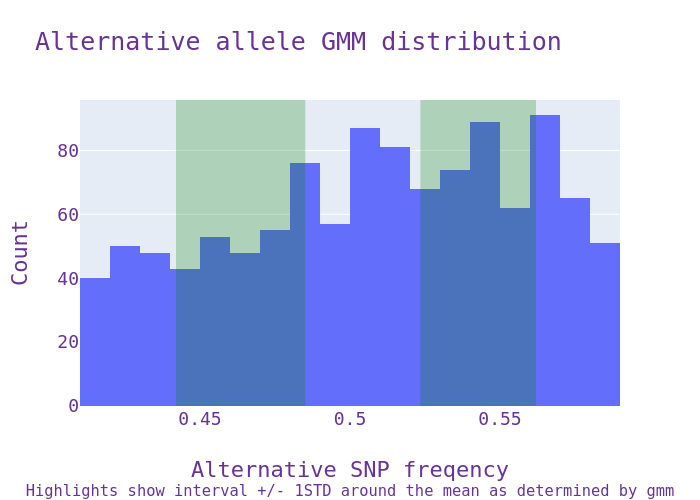 Alternative allele GMM distribution
80
60
40
20
0
Count
0.45
0.5
0.55
Alternative SNP freqency
Highlights show interval +/- 1STD around the mean as determined by gmm